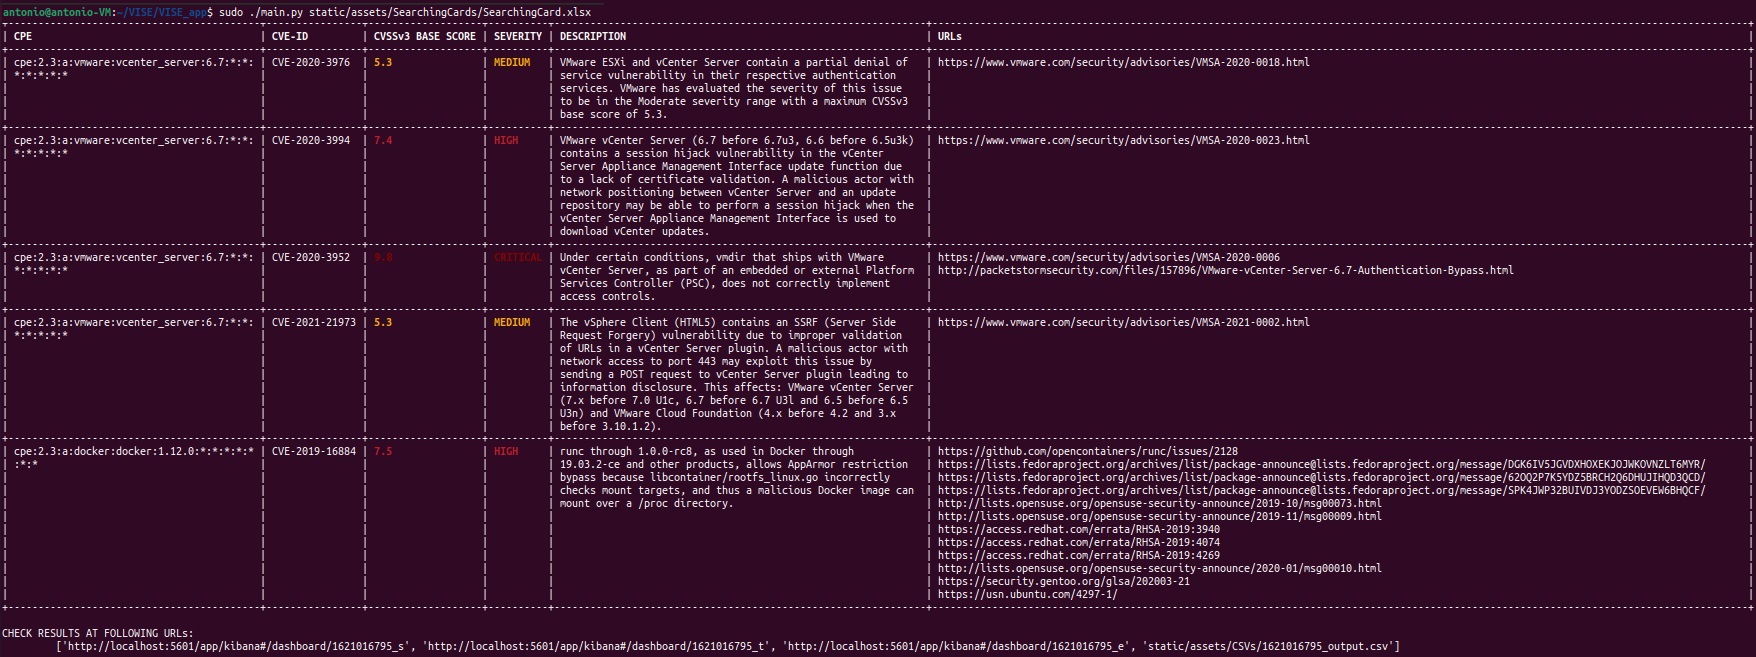 antonio@antonio-VM:~/VISE/VISE_app$ sudo ./main.py static/assets/SearchingCards/SearchingCard.xlsx
| CPE | CVE-ID | CVSSv3 BASE SCORE | SEVERITY | DESCRIPTION | URLs |
| cpe:2.3:a:vmware:vcenter_server:6.7:*:*: | CVE-2020-3976 | 5.3 | MEDIUM | VMware ESXi and vCenter Server contain a partial denial of | https://www.vmware.com/security/advisories/VMSA-2020-0018.html |
| *:*:*:*:* | service vulnerability in their respective authentication |
| services. VMware has evaluated the severity of this issue |
| to be in the Moderate severity range with a maximum CVSSv3 |
| base score of 5.3. |
| cpe:2.3:a:vmware:vcenter_server:6.7:*:*: | CVE-2020-3994 | 7.4 | HIGH | VMware vCenter Server (6.7 before 6.7u3, 6.6 before 6.5u3k) | https://www.vmware.com/security/advisories/VMSA-2020-0023.html |
| *:*:*:*:* | contains a session hijack vulnerability in the vCenter |
| Server Appliance Management Interface update function due |
| to a lack of certificate validation. A malicious actor with |
| network positioning between vCenter Server and an update |
| repository may be able to perform a session hijack when the |
| vCenter Server Appliance Management Interface is used to |
| download vCenter updates. |
| cpe:2.3:a:vmware:vcenter_server:6.7:*:*: | CVE-2020-3952 | 9.8 | CRITICAL | Under certain conditions, vmdir that ships with VMware | https://www.vmware.com/security/advisories/VMSA-2020-0006 |
| *:*:*:*:* | vCenter Server, as part of an embedded or external Platform | http://packetstormsecurity.com/files/157896/VMware-vCenter-Server-6.7-Authentication-Bypass.html |
| Services Controller (PSC), does not correctly implement |
| access controls. |
| cpe:2.3:a:vmware:vcenter_server:6.7:*:*: | CVE-2021-21973 | 5.3 | MEDIUM | The vSphere Client (HTML5) contains an SSRF (Server Side | https://www.vmware.com/security/advisories/VMSA-2021-0002.html |
| *:*:*:*:* | Request Forgery) vulnerability due to improper validation |
| of URLs in a vCenter Server plugin. A malicious actor with |
| network access to port 443 may exploit this issue by |
| sending a POST request to vCenter Server plugin leading to |
| information disclosure. This affects: VMware vCenter Server |
| (7.x before 7.0 U1c, 6.7 before 6.7 U3l and 6.5 before 6.5 |
| U3n) and VMware Cloud Foundation (4.x before 4.2 and 3.x |
| before 3.10.1.2). |
| cpe:2.3:a:docker:docker:1.12.0:*:*:*:*:* | CVE-2019-16884 | 7.5 | HIGH | runc through 1.0.0-rc8, as used in Docker through | https://github.com/opencontainers/runc/issues/2128 |
| :*:* | 19.03.2-ce and other products, allows AppArmor restriction | https://lists.fedoraproject.org/archives/list/package-announce@lists.fedoraproject.org/message/DGK6IV5JGVDXHOXEKJOJWKOVNZLT6MYR/ |
| bypass because libcontainer/rootfs_linux.go incorrectly | https://lists.fedoraproject.org/archives/list/package-announce@lists.fedoraproject.org/message/62OQ2P7K5YDZ5BRCH2Q6DHUJIHQD3QCD/ |
| checks mount targets, and thus a malicious Docker image can | https://lists.fedoraproject.org/archives/list/package-announce@lists.fedoraproject.org/message/SPK4JWP32BUIVDJ3YODZSOEVEW6BHQCF/ |
| mount over a /proc directory. | http://lists.opensuse.org/opensuse-security-announce/2019-10/msg00073.html |
| http://lists.opensuse.org/opensuse-security-announce/2019-11/msg00009.html |
| https://access.redhat.com/errata/RHSA-2019:3940 |
| https://access.redhat.com/errata/RHSA-2019:4074 |
| https://access.redhat.com/errata/RHSA-2019:4269 |
| http://lists.opensuse.org/opensuse-security-announce/2020-01/msg00010.html |
| https://security.gentoo.org/glsa/202003-21 |
| https://usn.ubuntu.com/4297-1/ |
CHECK RESULTS AT FOLLOWING URLs:
['http://localhost:5601/app/kibana#/dashboard/1621016795_s', 'http://localhost:5601/app/kibana#/dashboard/1621016795_t', 'http://localhost:5601/app/kibana#/dashboard/1621016795_e', 'static/assets/CSVs/1621016795_output.csv']